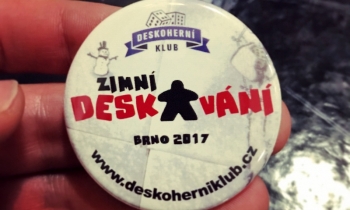 DESKOHERNÍ
KLUB
ZIMNÍ
DESKOVÁNÍ
BRNO 2017
www.deskoherniklub.cz